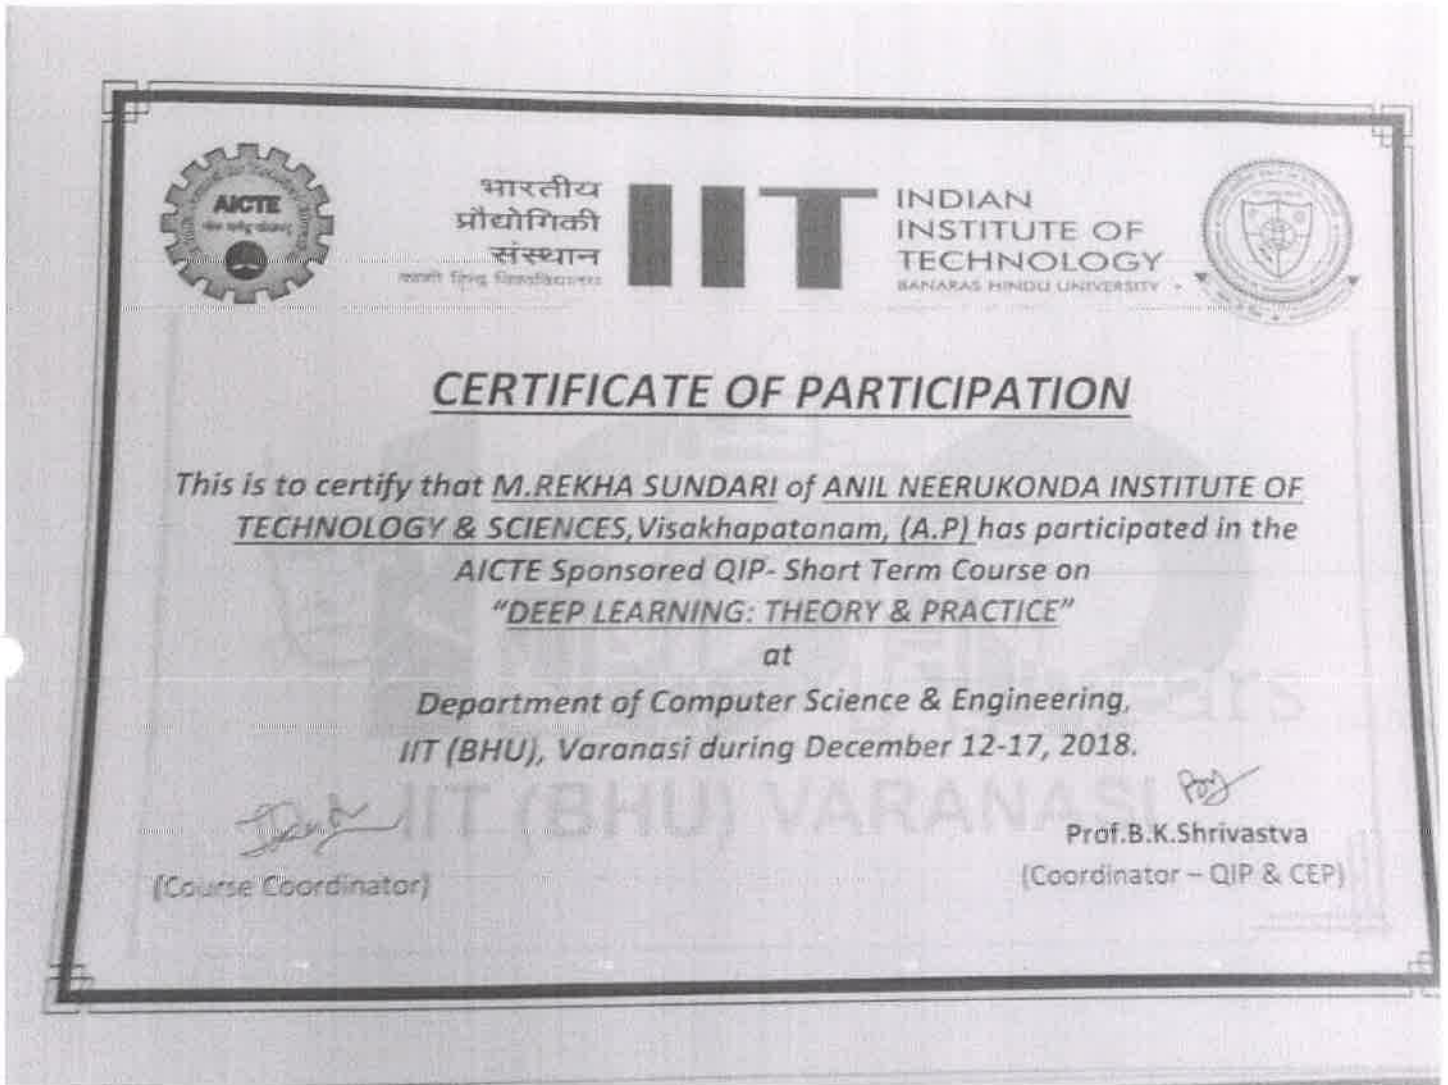 AICTE
भारतीय
प्रौद्योगिकी
संस्थान
काशी हिन्दू विश्वविद्यालय
IIT
INDIAN
INSTITUTE OF
TECHNOLOGY
BANARAS HINDU UNIVERSITY
CERTIFICATE OF PARTICIPATION
This is to certify that M.REKHA SUNDARI of ANIL NEERUKONDA INSTITUTE OF
TECHNOLOGY & SCIENCES,Visakhapatanam, (A.P) has participated in the
AICTE Sponsored QIP- Short Term Course on
"DEEP LEARNING: THEORY & PRACTICE"
at
Department of Computer Science & Engineering,
IIT (BHU), Varanasi during December 12-17, 2018.
IIT (BHU) VARANASI
Prof.B.K.Shrivastva
(Course Coordinator)
(Coordinator – QIP & CEP)